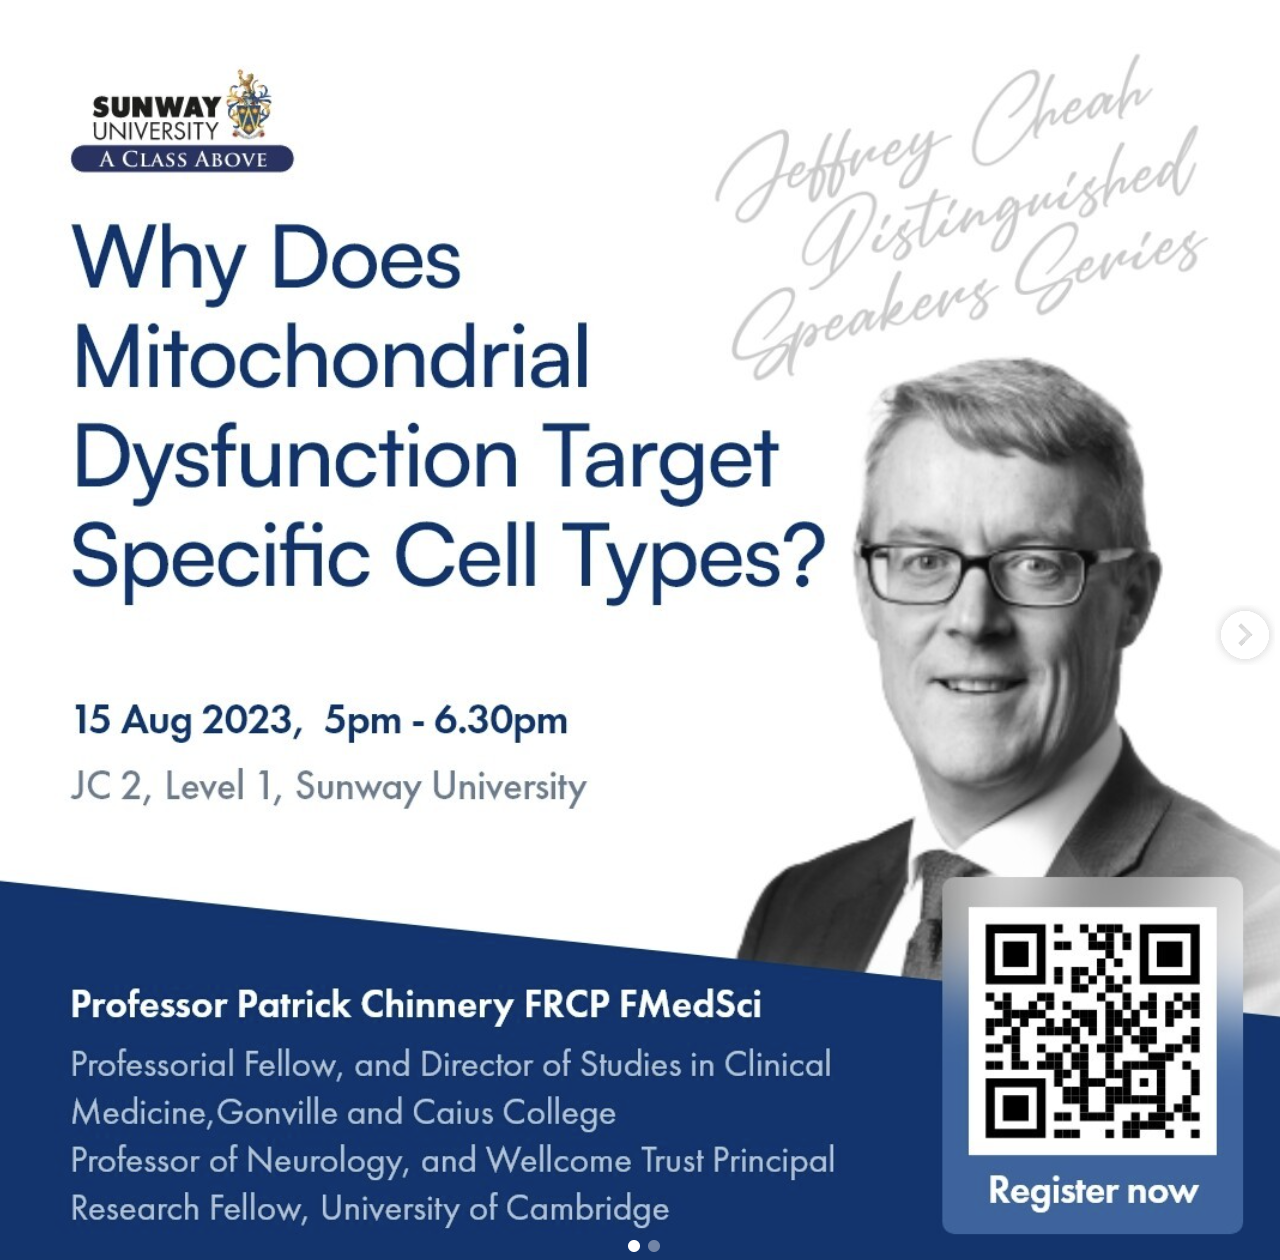 SUNWAY
UNIVERSITY
A CLASS ABOVE
Jeffrey Cheah
Distinguished
Speakers Series
Why Does
Mitochondrial
Dysfunction Target
Specific Cell Types?
15 Aug 2023,  5pm - 6.30pm
JC 2, Level 1, Sunway University
Professor Patrick Chinnery FRCP FMedSci
Professorial Fellow, and Director of Studies in Clinical
Medicine,Gonville and Caius College
Professor of Neurology, and Wellcome Trust Principal
Research Fellow, University of Cambridge
Register now